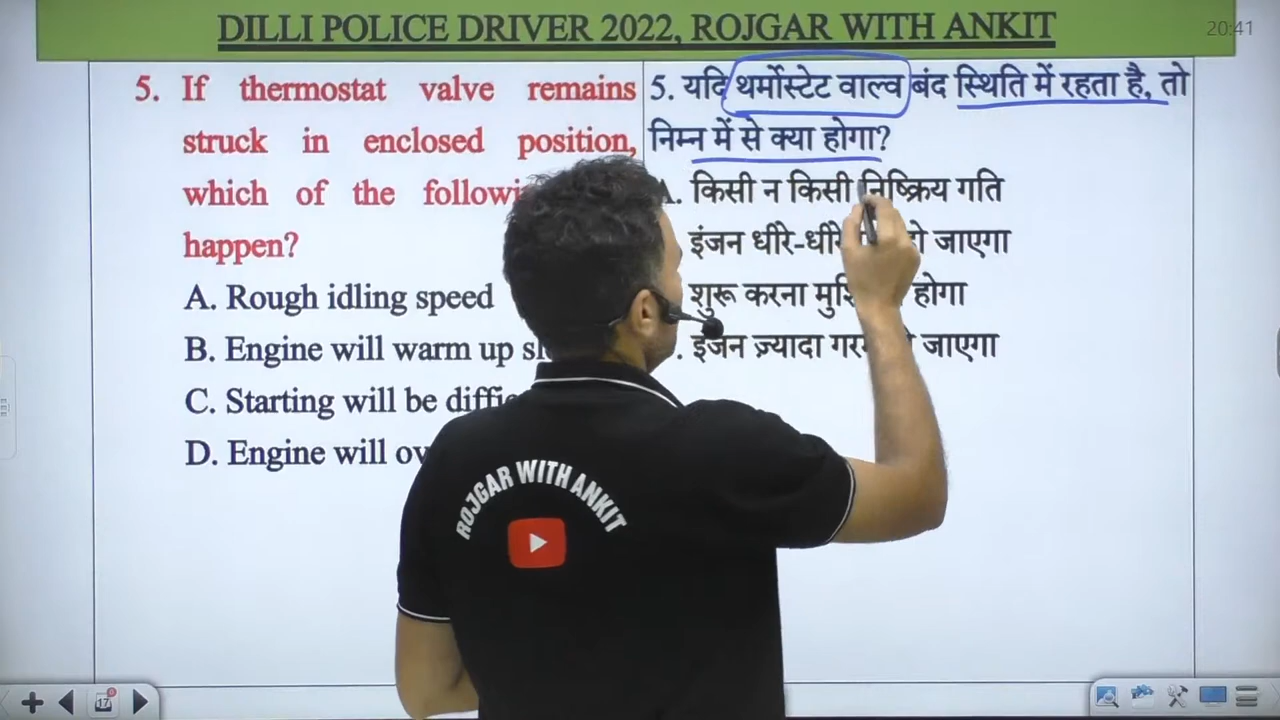 DILLI POLICE DRIVER 2022, ROJGAR WITH ANKIT
20:41
5. If thermostat valve remains
struck in enclosed position,
which of the
happen?
A. Rough idling speed
B. Engine will warm up
C. Starting will be
D. Engine will
5. यदि थर्मोस्टेट वाल्व बंद स्थिति में रहता है, तो
निम्न में से क्या होगा?
A. किसी न किसी निष्क्रिय गति
इंजन धीरे-धीरे हो जाएगा
शुरू करना होगा
इंजन ज़्यादा जाएगा
ROJGAR WITH ANKIT
17